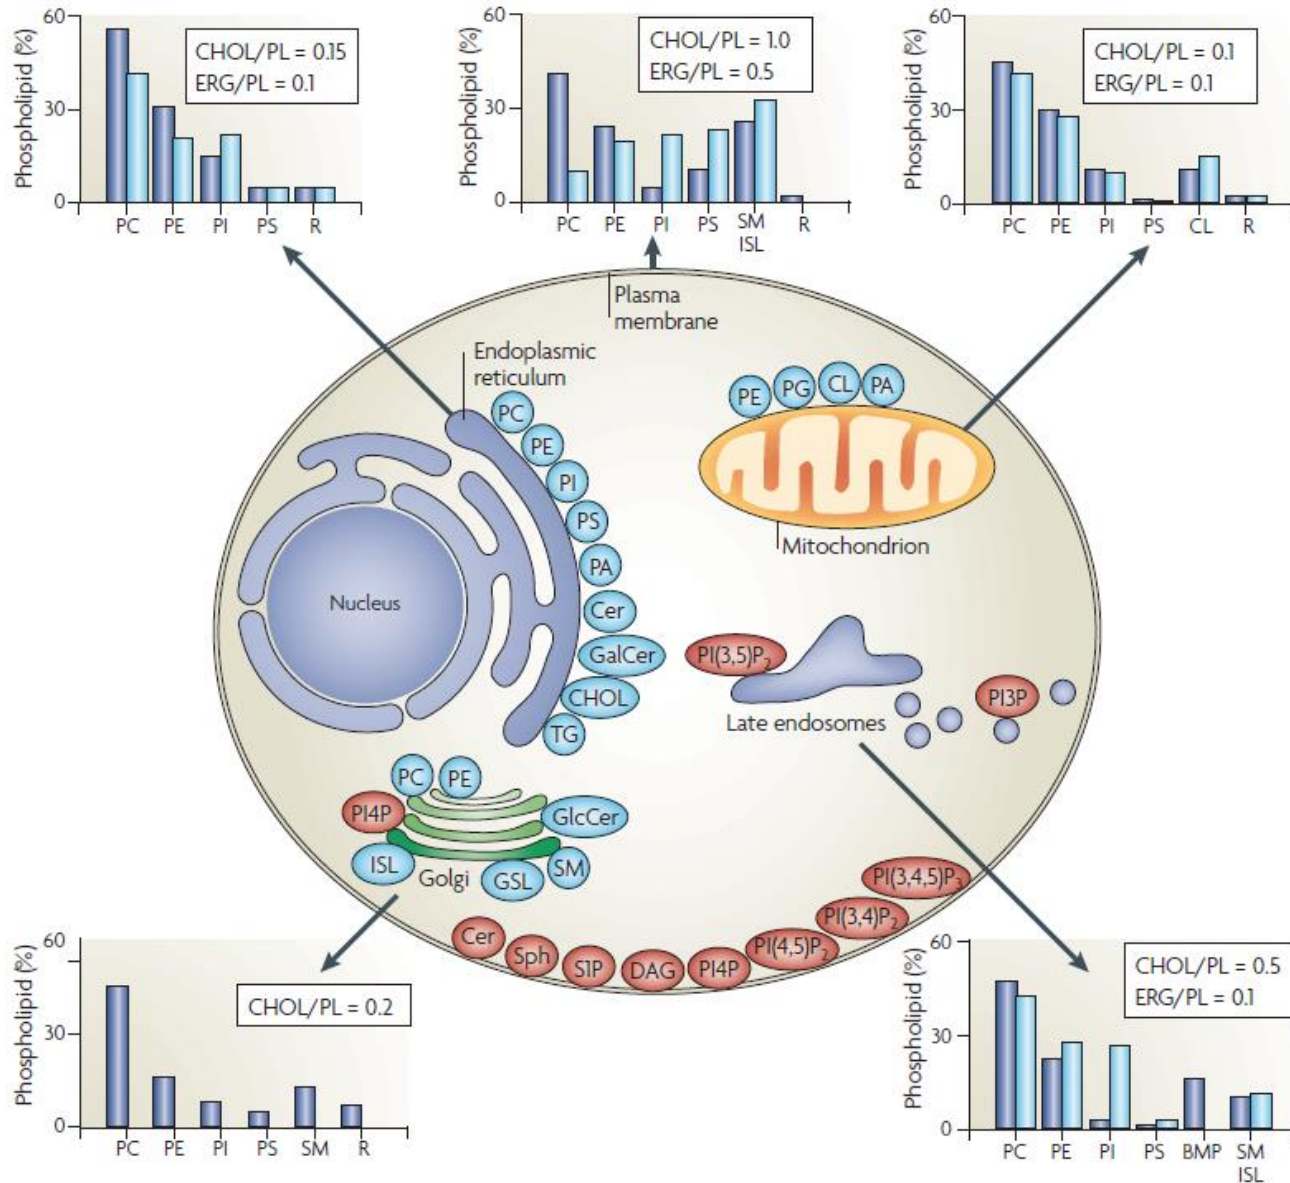 Phospholipid (%)
60
30
0
CHOL/PL = 0.15
ERG/PL = 0.1
PC PE PI PS R
Phospholipid (%)
60
30
0
CHOL/PL = 1.0
ERG/PL = 0.5
PC PE PI PS SM R
ISL
Phospholipid (%)
60
30
0
CHOL/PL = 0.1
ERG/PL = 0.1
PC PE PI PS CL R
Plasma
membrane
Endoplasmic
reticulum
PC
PE
PI
PS
PA
Cer
GalCer
CHOL
TG
Nucleus
PE PG CL PA
Mitochondrion
PI(3,5)P2
Late endosomes
PI3P
PC PE
PI4P
GlcCer
ISL
Golgi
GSL
SM
Cer
Sph
S1P
DAG
PI4P
PI(4,5)P2
PI(3,4)P2
PI(3,4,5)P3
Phospholipid (%)
60
30
0
CHOL/PL = 0.2
PC PE PI PS SM R
Phospholipid (%)
60
30
0
CHOL/PL = 0.5
ERG/PL = 0.1
PC PE PI PS BMP SM
ISL